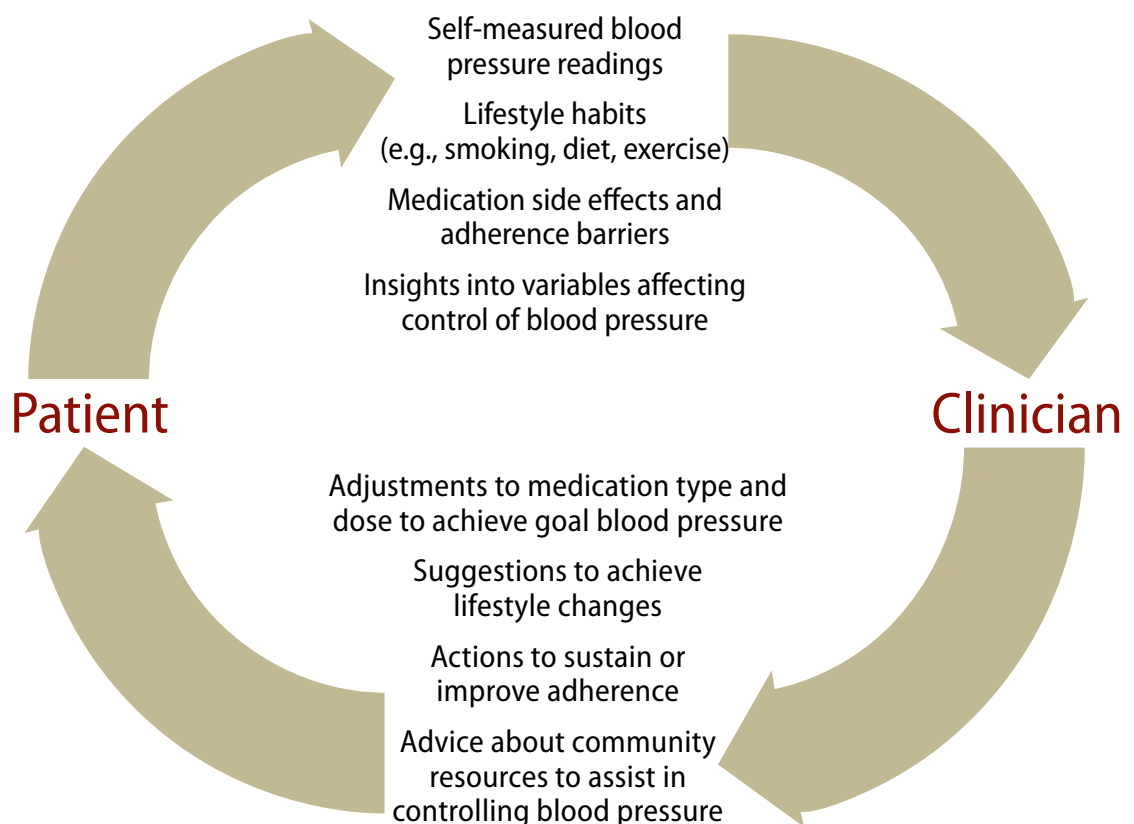 Self-measured blood
pressure readings
Lifestyle habits
(e.g., smoking, diet, exercise)
Medication side effects and
adherence barriers
Insights into variables affecting
control of blood pressure
Patient
Clinician
Adjustments to medication type and
dose to achieve goal blood pressure
Suggestions to achieve
lifestyle changes
Actions to sustain or
improve adherence
Advice about community
resources to assist in
controlling blood pressure